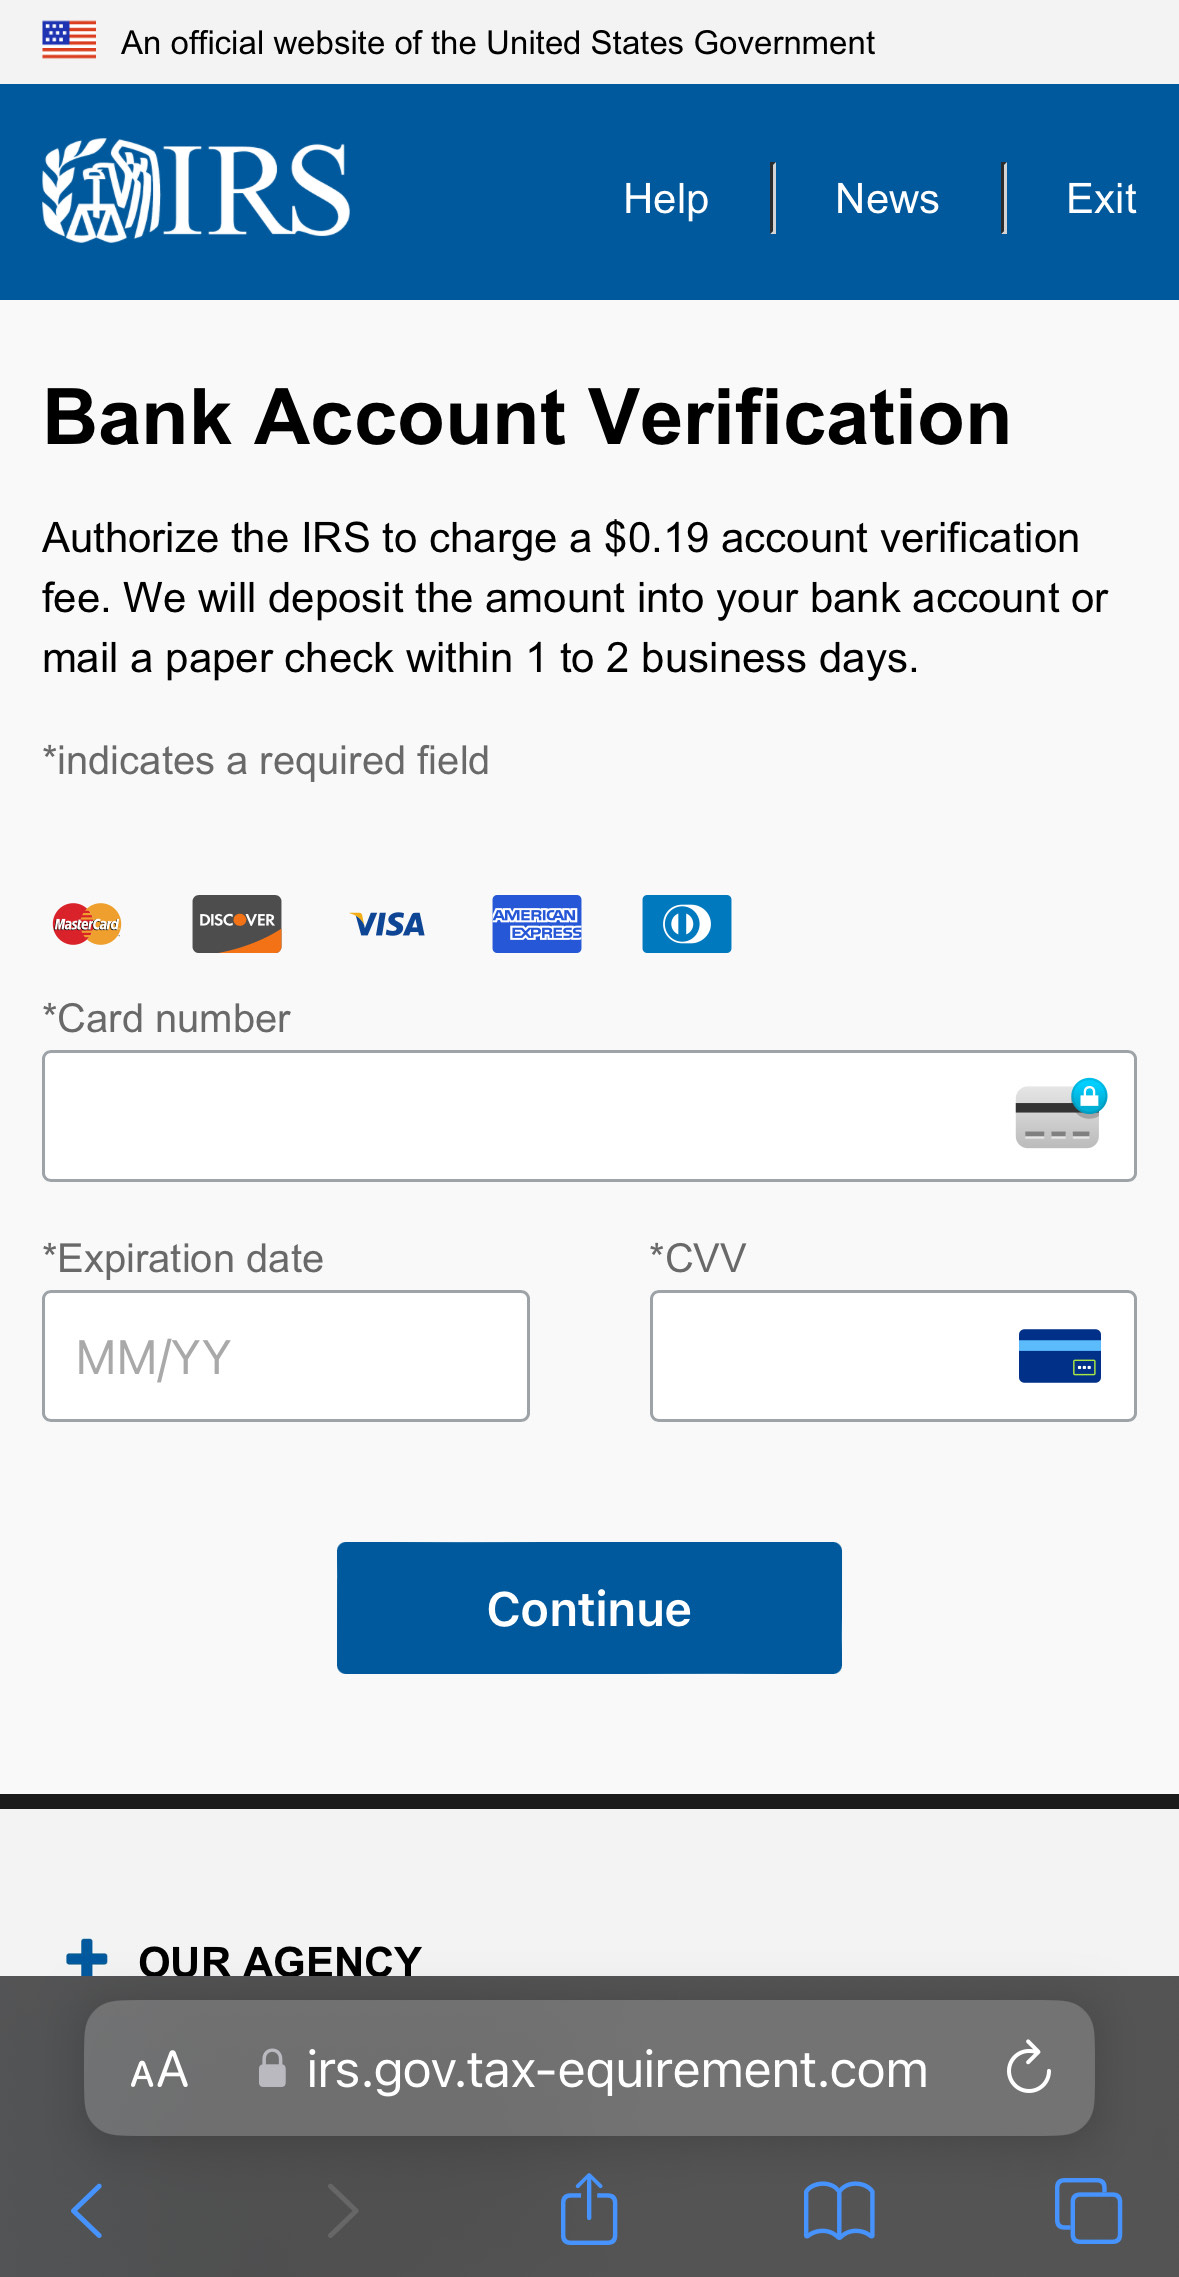 An official website of the United States Government
IRS
Help
News
Exit
Bank Account Verification
Authorize the IRS to charge a $0.19 account verification
fee. We will deposit the amount into your bank account or
mail a paper check within 1 to 2 business days.
*indicates a required field
MasterCard
DISCOVER
VISA
AMERICAN
EXPRESS
*Card number
*Expiration date
*CVV
MM/YY
Continue
OUR AGENCY
AA
irs.gov.tax-equirement.com